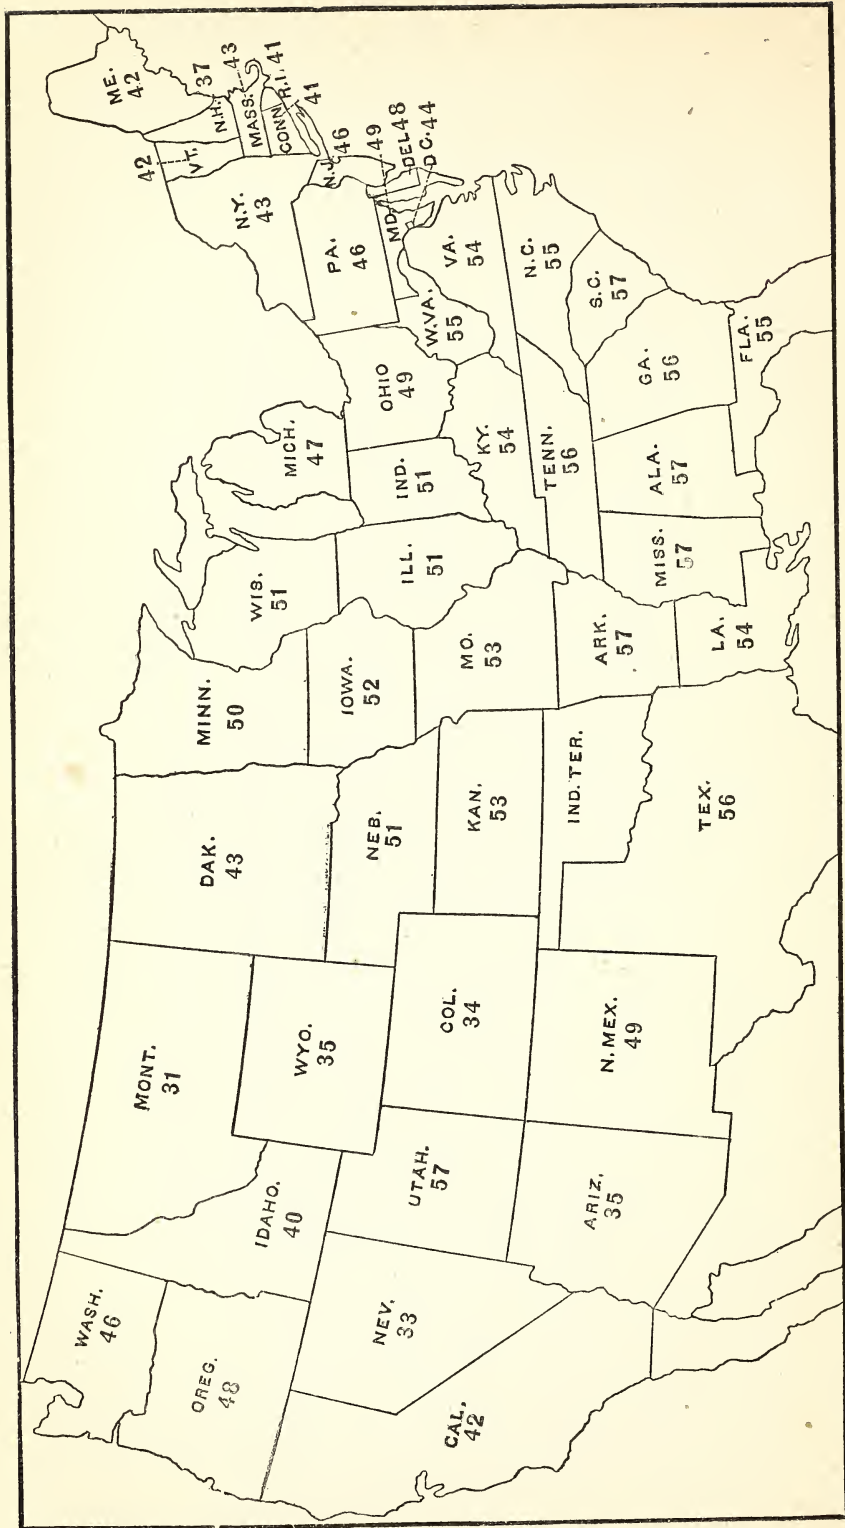 WASH.
46
OREG.
48
CAL.
42
NEV.
33
IDAHO.
40
MONT.
31
WYO.
35
UTAH.
57
ARIZ.
35
COL.
34
N.MEX.
49
DAK.
43
NEB.
51
KAN.
53
IND. TER.
TEX.
56
MINN.
50
IOWA.
52
MO.
53
ARK.
57
LA.
54
WIS.
51
ILL.
51
MICH.
47
IND.
51
OHIO
49
KY.
54
TENN.
56
MISS.
57
ALA.
57
GA.
56
FLA.
55
S.C.
57
N.C.
55
VA.
54
W.VA.
55
PA.
46
N.Y.
43
42
VT.
ME.
42
N.H.
37
MASS.
43
CONN.
41
R.I.
41
N.J.
46
MD.
49
DEL 48
D.C. 44